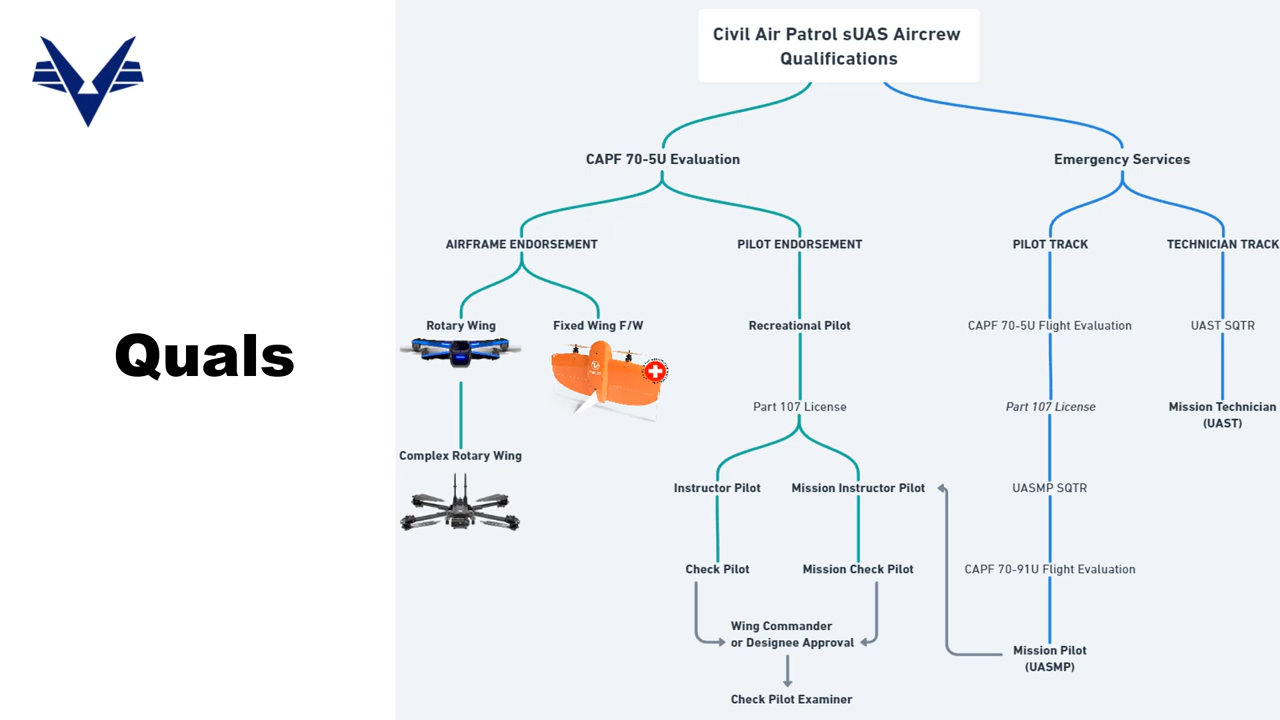 Quals
Civil Air Patrol sUAS Aircrew
Qualifications
CAPF 70-5U Evaluation
Emergency Services
AIRFRAME ENDORSEMENT
PILOT ENDORSEMENT
PILOT TRACK
TECHNICIAN TRACK
Rotary Wing
Fixed Wing F/W
Recreational Pilot
CAPF 70-5U Flight Evaluation
UAST SQTR
Part 107 License
Part 107 License
Mission Technician
(UAST)
Complex Rotary Wing
Instructor Pilot
Mission Instructor Pilot
UASMP SQTR
Check Pilot
Mission Check Pilot
CAPF 70-91U Flight Evaluation
Wing Commander
or Designee Approval
Mission Pilot
(UASMP)
Check Pilot Examiner